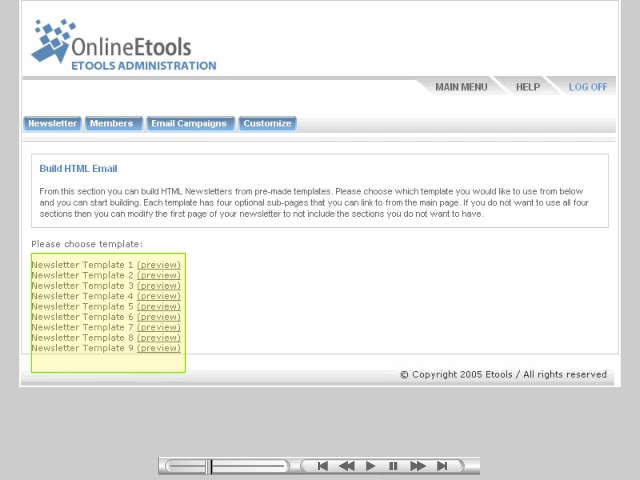 OnlineEtools
ETOOLS ADMINISTRATION
MAIN MENU
HELP
LOG OFF
Newsletter
Members
Email Campaigns
Customize
Build HTML Email
From this section you can build HTML Newsletters from pre-made templates. Please choose which template you would like to use from below
and you can start building. Each template has four optional sub-pages that you can link to from the main page. If you do not want to use all four
sections then you can modify the first page of your newsletter to not include the sections you do not want to have.
Please choose template:
Newsletter Template 1 (preview)
Newsletter Template 2 (preview)
Newsletter Template 3 (preview)
Newsletter Template 4 (preview)
Newsletter Template 5 (preview)
Newsletter Template 6 (preview)
Newsletter Template 7 (preview)
Newsletter Template 8 (preview)
Newsletter Template 9 (preview)
© Copyright 2005 Etools / All rights reserved